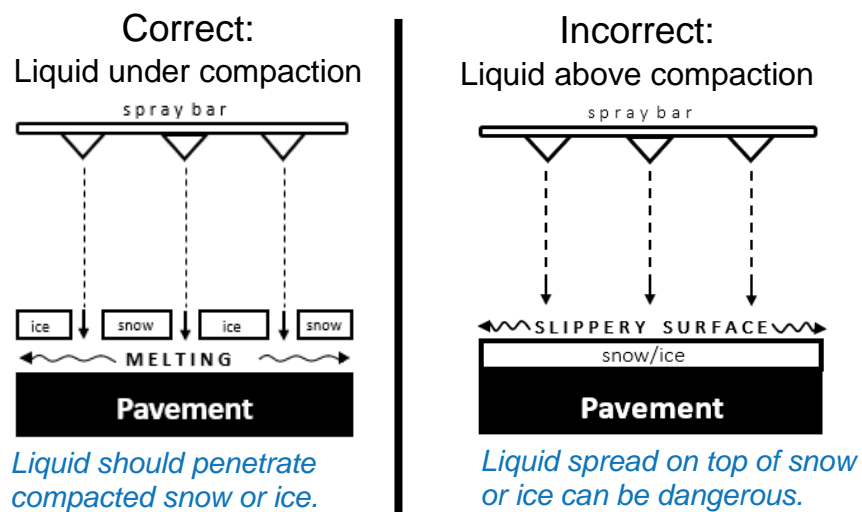 Correct:
Liquid under compaction
spray bar
ice snow ice snow
MELTING
Pavement
Liquid should penetrate
compacted snow or ice.
Incorrect:
Liquid above compaction
spray bar
SLIPPERY SURFACE
snow/ice
Pavement
Liquid spread on top of snow
or ice can be dangerous.